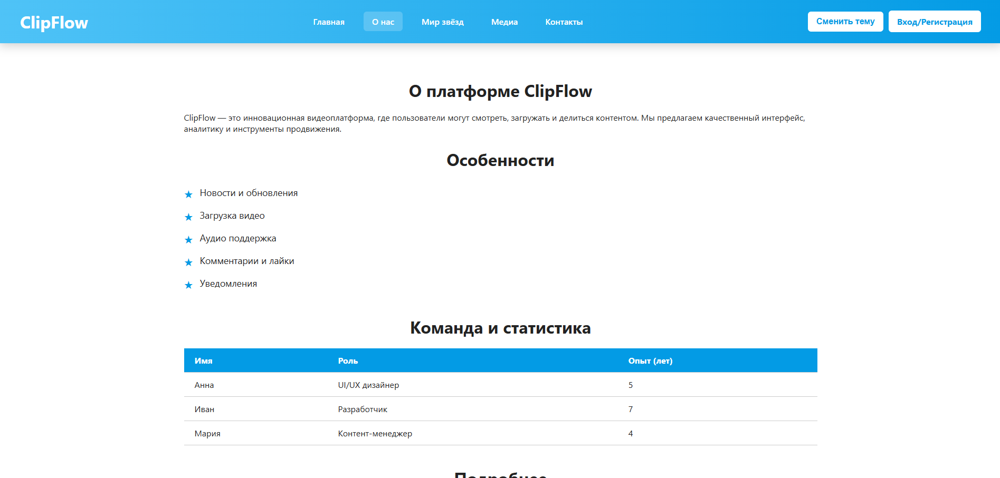 ClipFlow
Главная
О нас
Мир звёзд
Медиа
Контакты
Сменить тему
Вход/Регистрация
О платформе ClipFlow
ClipFlow — это инновационная видеоплатформа, где пользователи могут смотреть, загружать и делиться контентом. Мы предлагаем качественный интерфейс,
аналитику и инструменты продвижения.
Особенности
★ Новости и обновления
★ Загрузка видео
★ Аудио поддержка
★ Комментарии и лайки
★ Уведомления
Команда и статистика
Имя Роль Опыт (лет)
Анна UI/UX дизайнер 5
Иван Разработчик 7
Мария Контент-менеджер 4
Подробнее